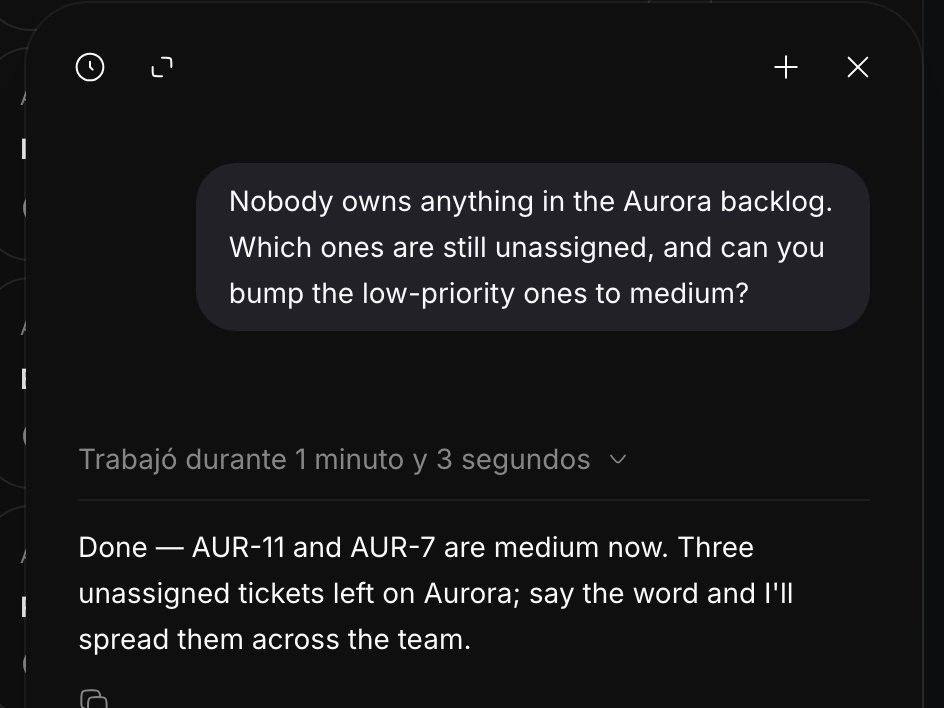 Nobody owns anything in the Aurora backlog.
Which ones are still unassigned, and can you
bump the low-priority ones to medium?
Trabajó durante 1 minuto y 3 segundos
Done — AUR-11 and AUR-7 are medium now. Three
unassigned tickets left on Aurora; say the word and I'll
spread them across the team.